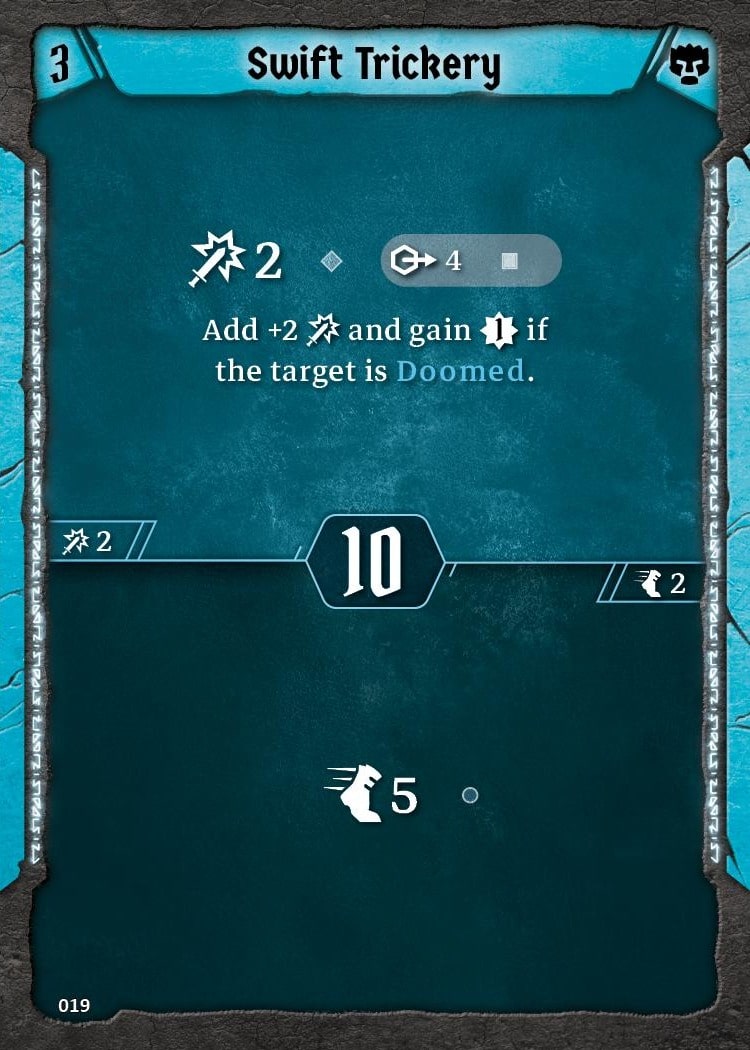 3 Swift Trickery
2 4
Add +2 and gain 1 if
the target is Doomed.
2
10
2
5
019